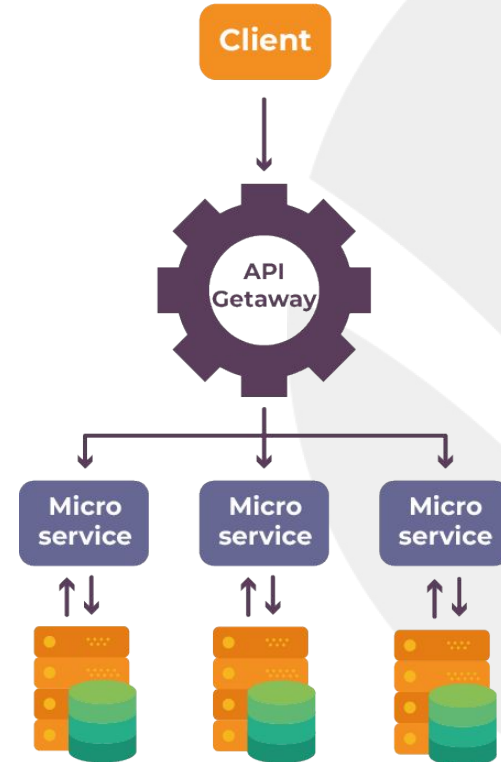 Client
API
Getaway
Micro
service
Micro
service
Micro
service